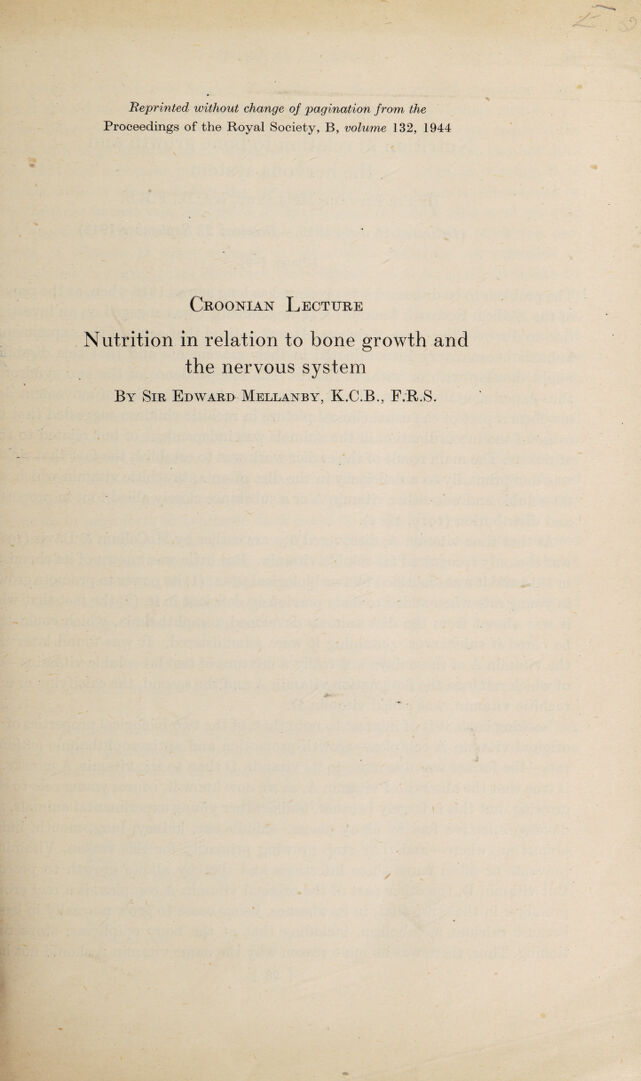 Reprinted without change of pagination from the
Proceedings of the Royal Society, B, volume 132, 1944
Croonian Lecture
Nutrition in relation to bone growth and
the nervous system
By Sir Edward Mellanby, K.C.B., F.R.S.